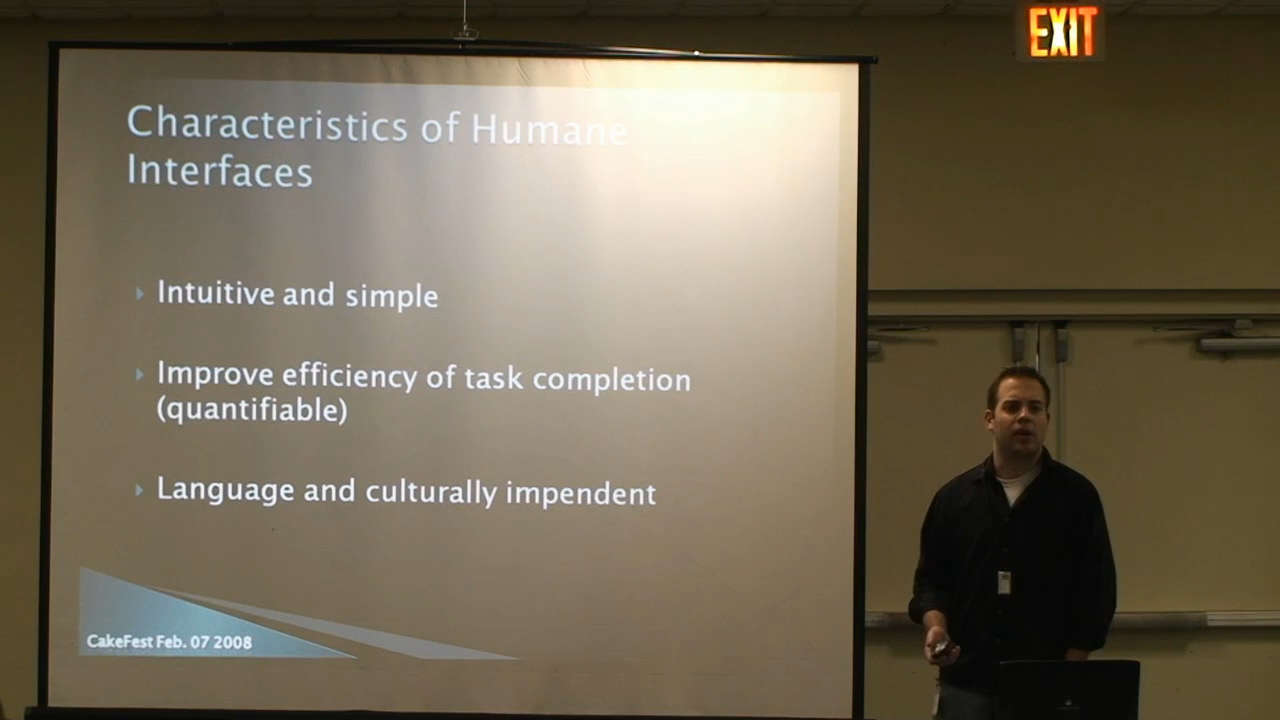 EXIT
Characteristics of Humane
Interfaces
Intuitive and simple
Improve efficiency of task completion
(quantifiable)
Language and culturally impendent
CakeFest Feb. 07 2008